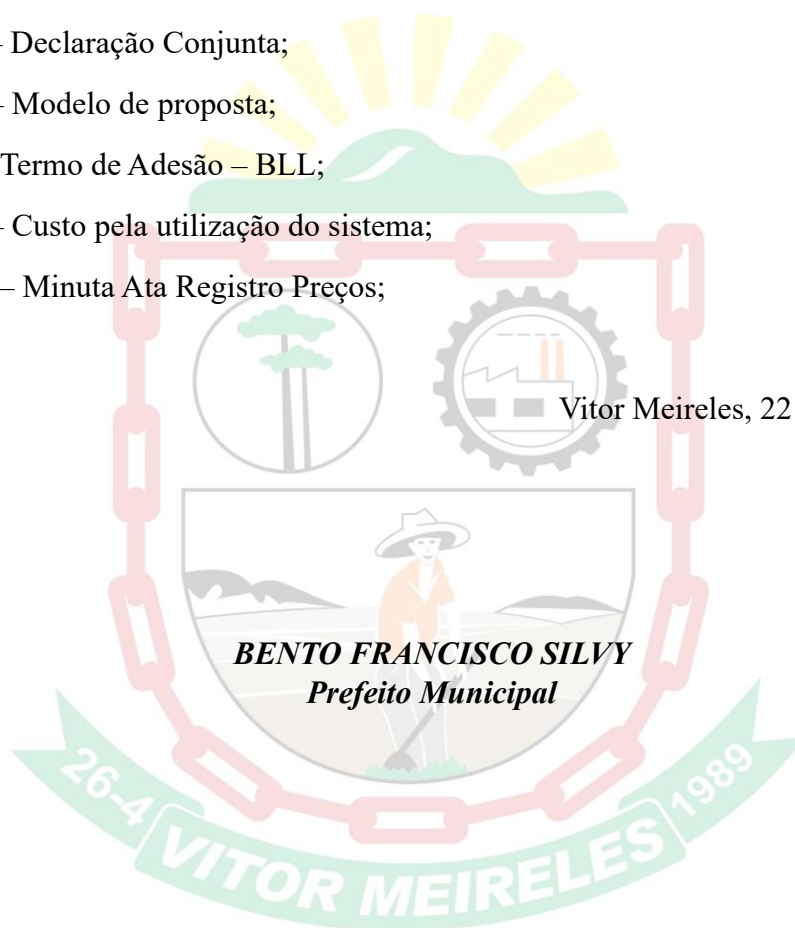 – Declaração Conjunta;
– Modelo de proposta;
Termo de Adesão – BLL;
– Custo pela utilização do sistema;
– Minuta Ata Registro Preços;
Vitor Meireles, 22
BENTO FRANCISCO SILVY
Prefeito Municipal
26-4 VITOR MEIRELES 1989